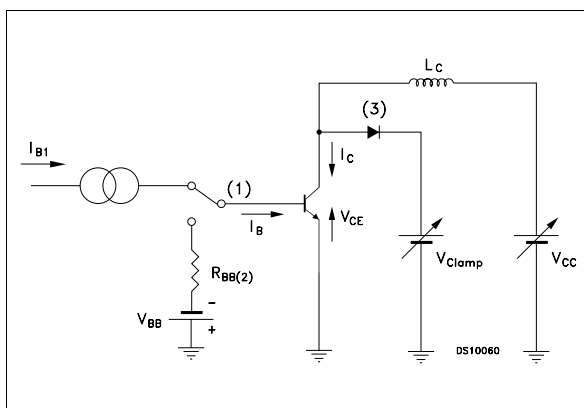 L_C
(3)
I_B1
(1)
I_C
I_B
V_CE
R_BB(2)
V_Clamp
V_CC
V_BB
-
+
DS10060